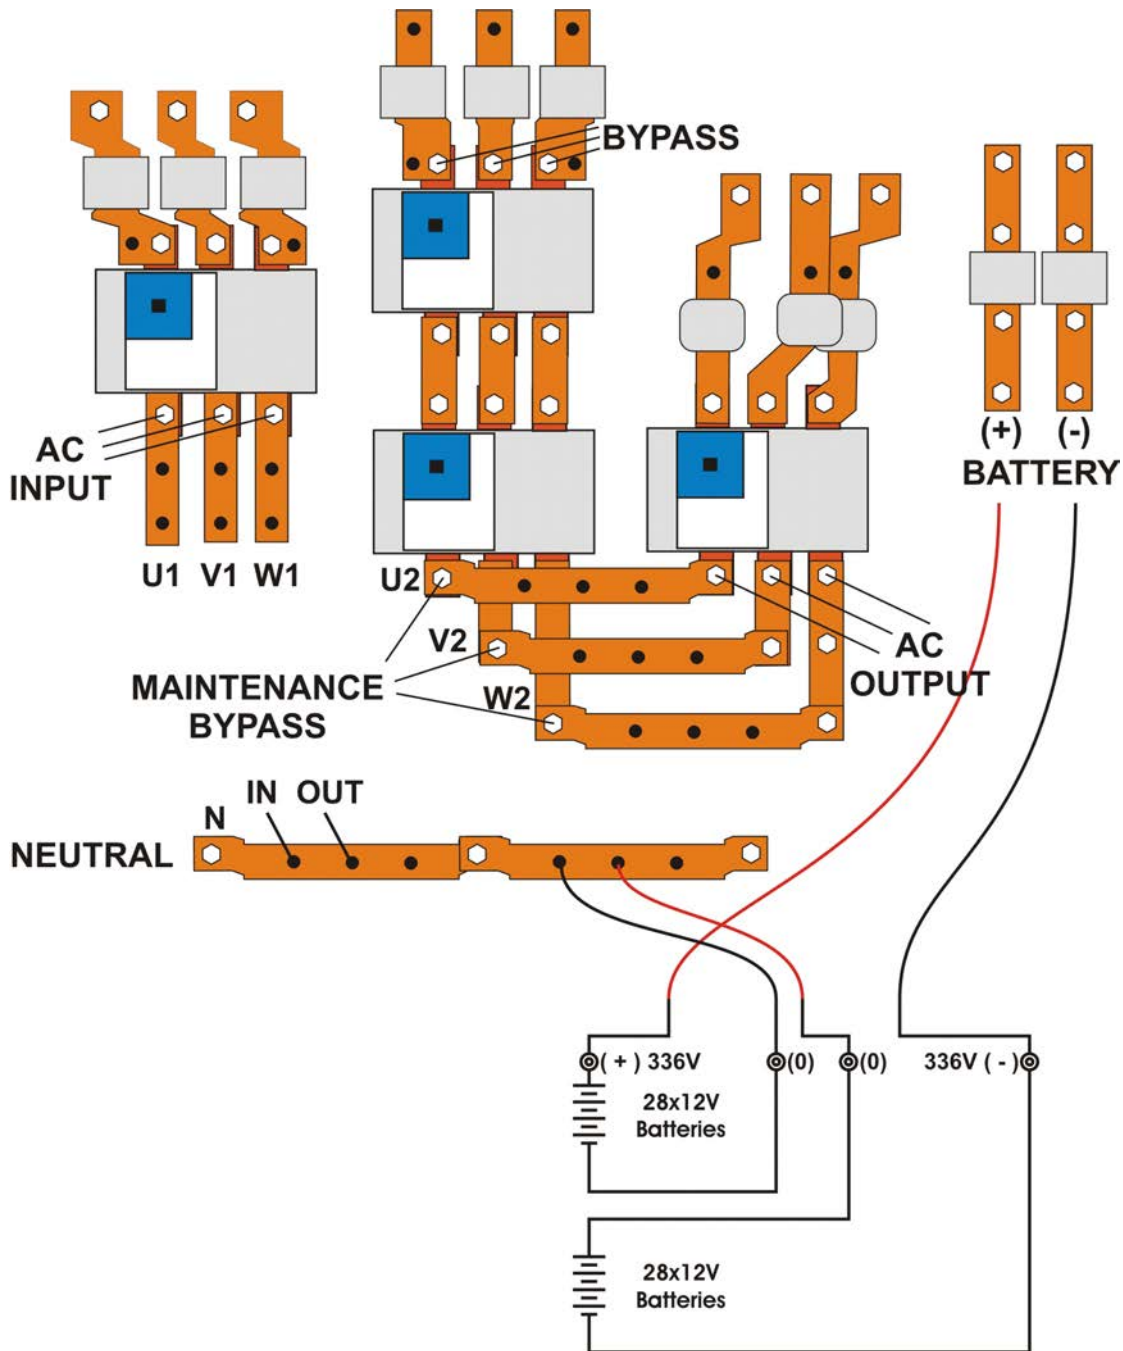 BYPASS
AC
INPUT
U1 V1 W1
(+) (-)
BATTERY
U2
V2
W2
AC
OUTPUT
MAINTENANCE
BYPASS
IN OUT
N
NEUTRAL
( + ) 336V
(0)
(0)
336V ( - )
28x12V
Batteries
28x12V
Batteries